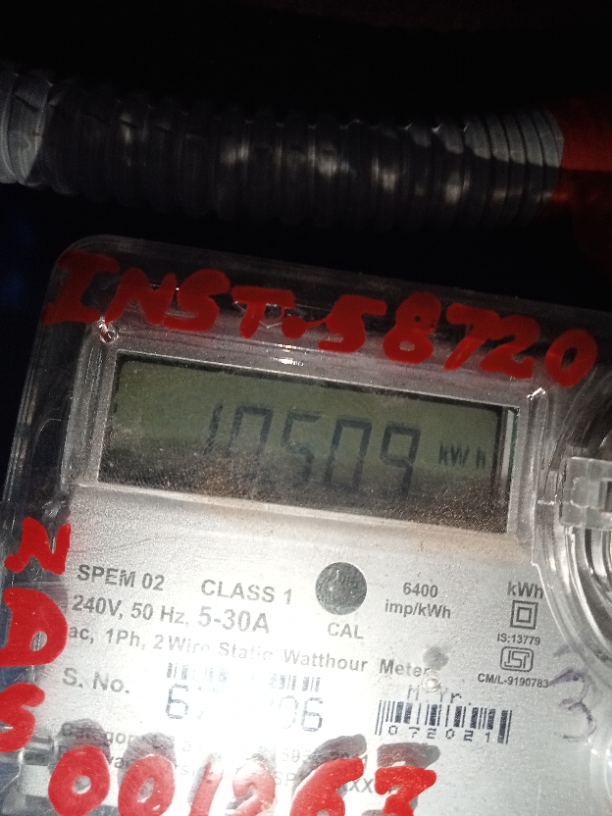 INST.58720
10509 kWh
SPEM 02 CLASS 1 6400 kWh
240V, 50 Hz, 5-30A imp/kWh
CAL
IS:13779
ac, 1Ph, 2 Wire Static Watthour Meter
CM/L-9190783
S. No.
072021
N
D
S
001263